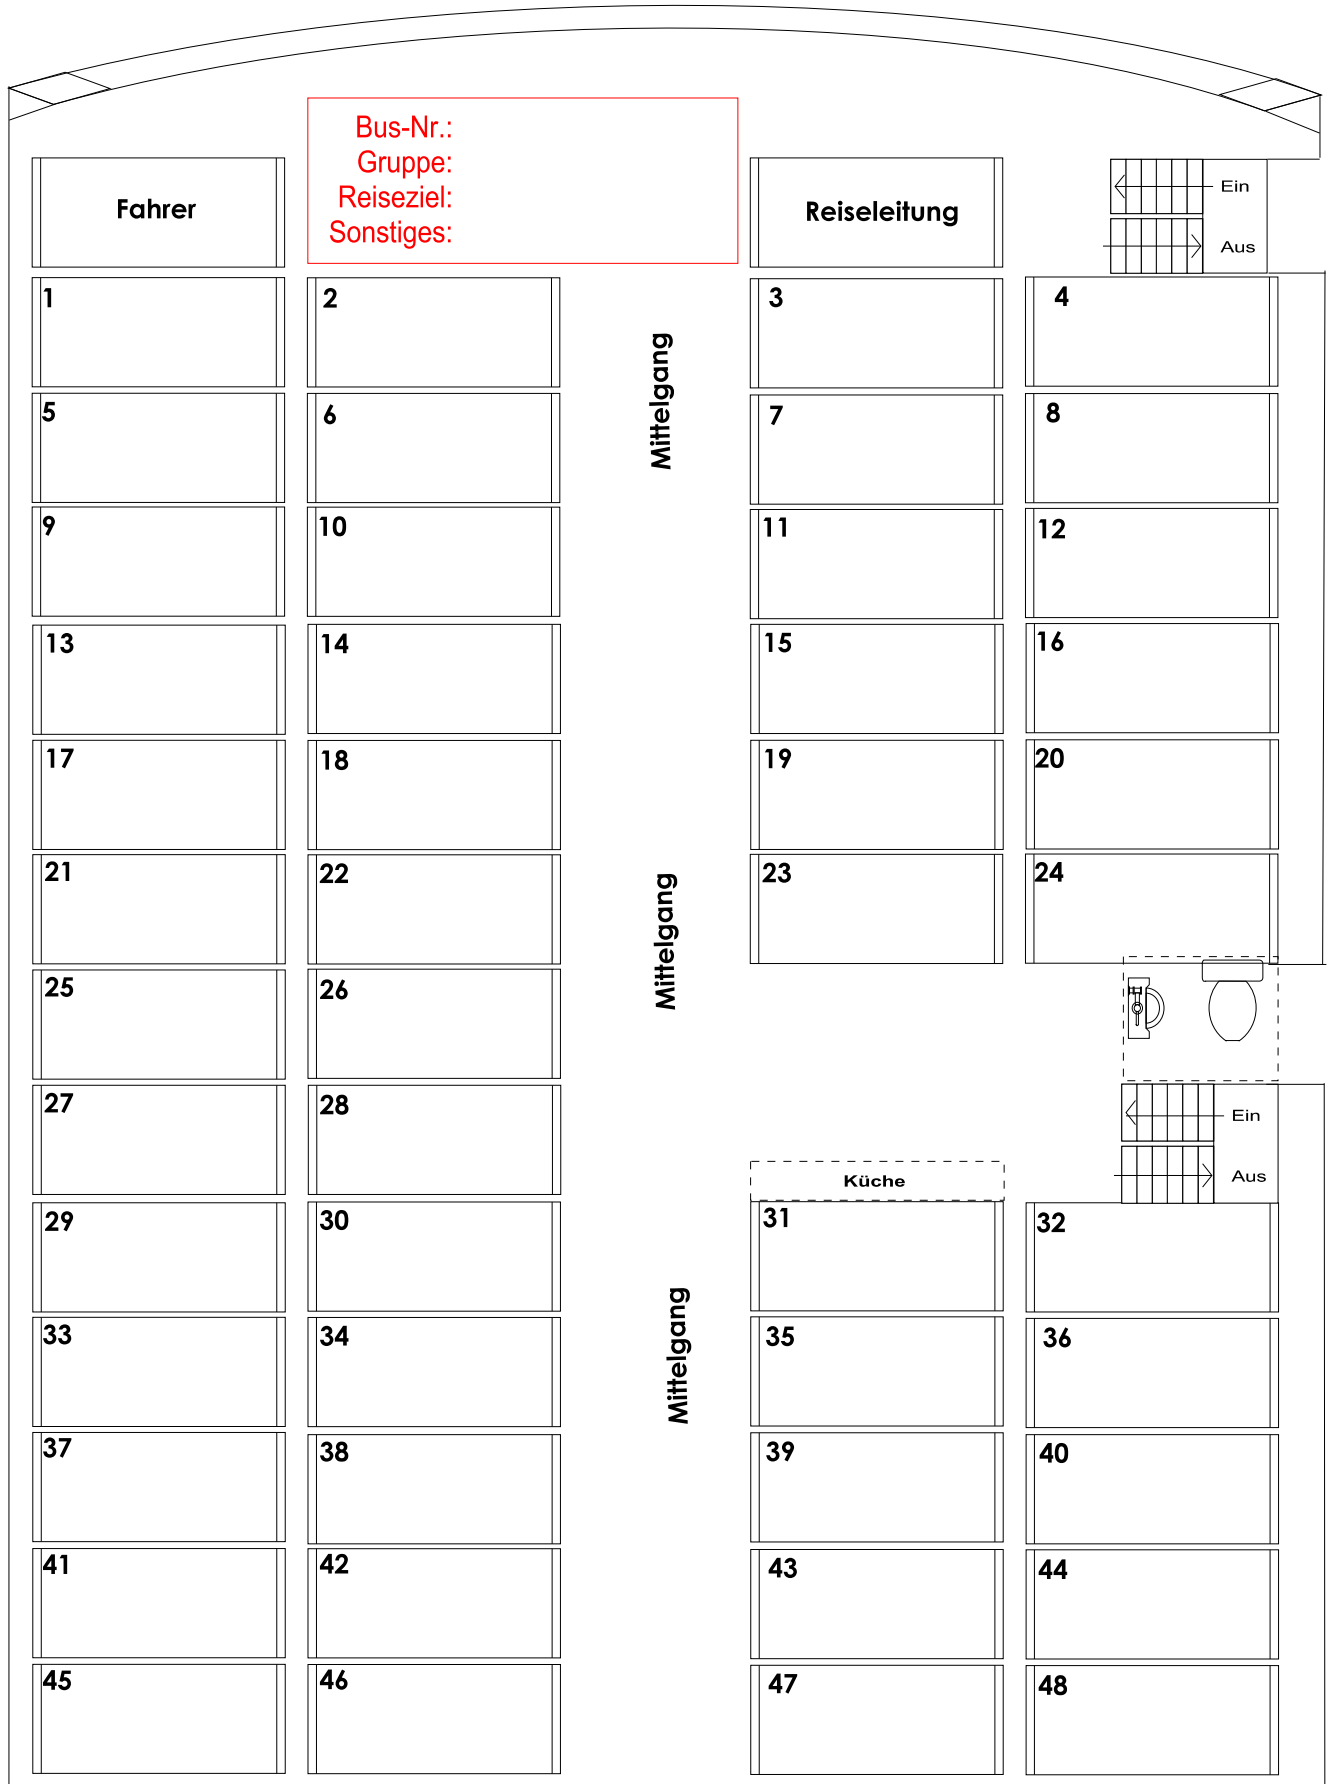 Bus-Nr.:
Gruppe:
Reiseziel:
Sonstiges:
Fahrer
Reiseleitung
Ein
Aus
1 2 3 4
Mittelgang
5 6 7 8
9 10 11 12
13 14 15 16
17 18 19 20
21 22 23 24
Mittelgang
25 26
27 28
Ein
Aus
Küche
29 30 31 32
Mittelgang
33 34 35 36
37 38 39 40
41 42 43 44
45 46 47 48